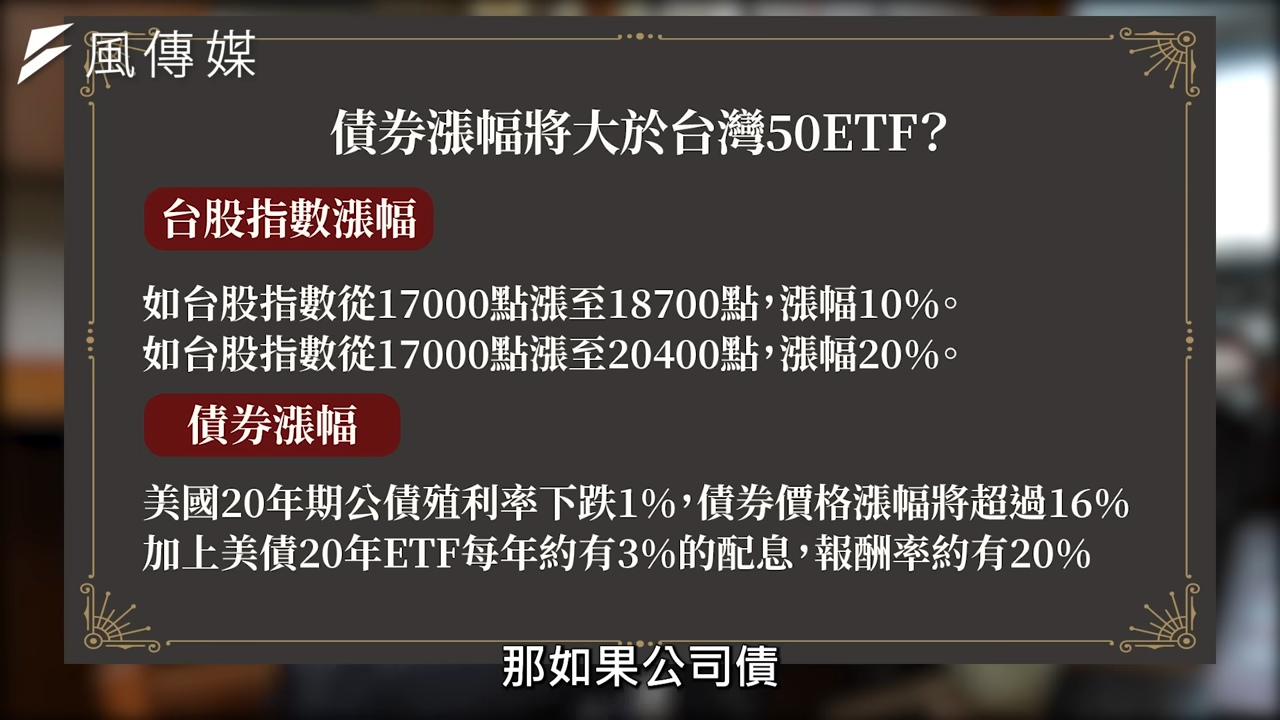 風傳媒
債券漲幅將大於台灣50ETF？
台股指數漲幅
如台股指數從17000點漲至18700點，漲幅10%。
如台股指數從17000點漲至20400點，漲幅20%。
債券漲幅
美國20年期公債殖利率下跌1%，債券價格漲幅將超過16%
加上美債20年ETF每年約有3%的配息，報酬率約有20%
那如果公司債